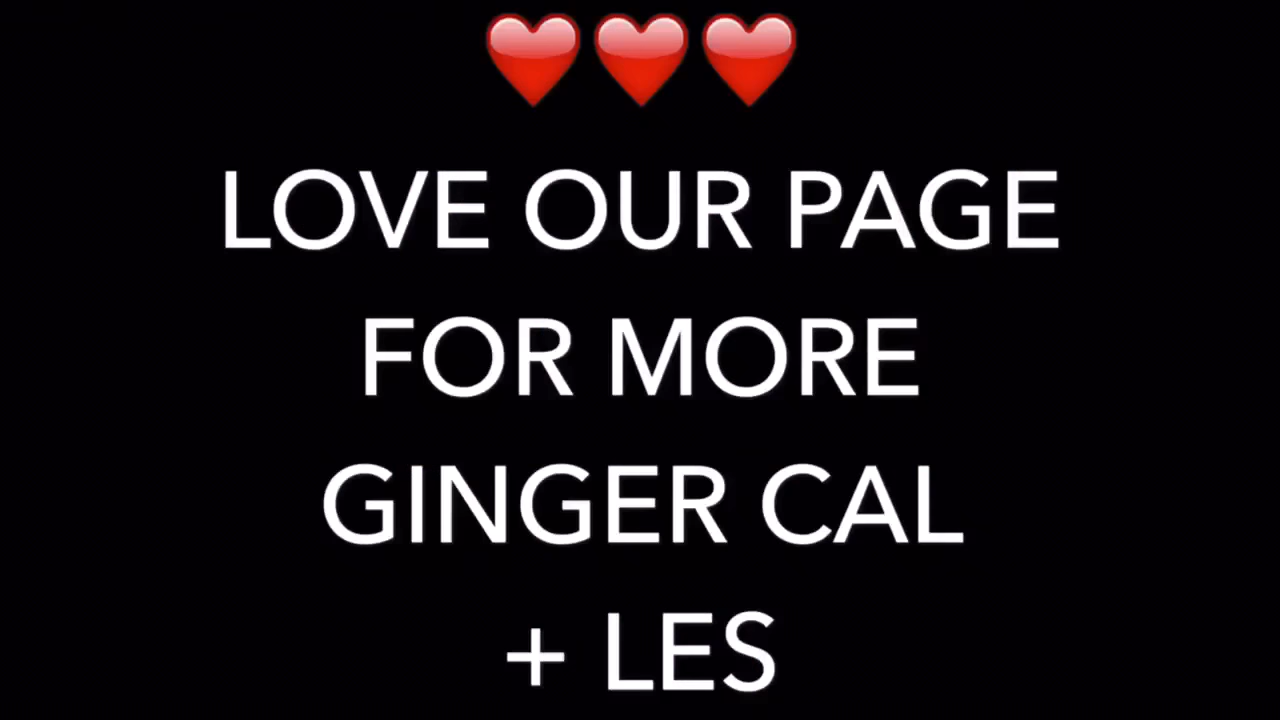 ❤️❤️❤️
LOVE OUR PAGE
FOR MORE
GINGER CAL
+ LES